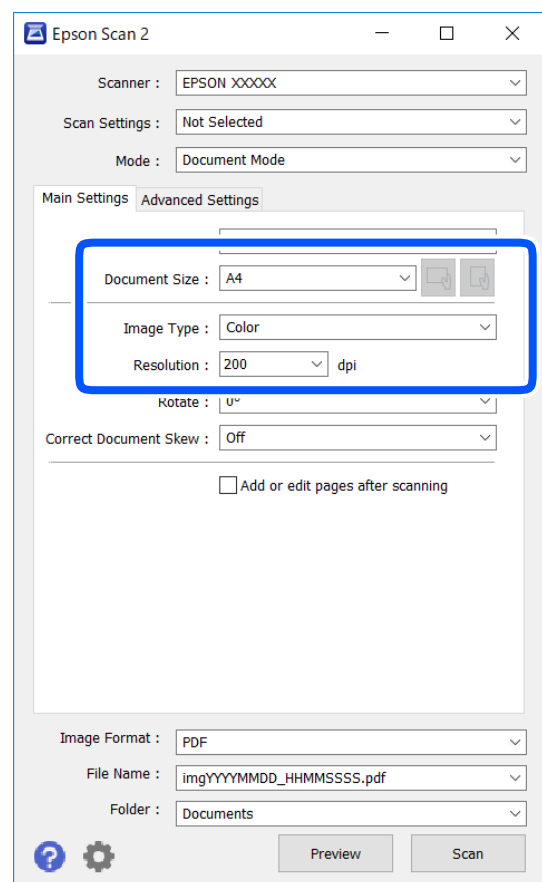 Epson Scan 2
Scanner : EPSON XXXXX
Scan Settings : Not Selected
Mode : Document Mode
Main Settings Advanced Settings
Document Size : A4
Image Type : Color
Resolution : 200 dpi
Rotate : 0°
Correct Document Skew : Off
Add or edit pages after scanning
Image Format : PDF
File Name : imgYYYYMMDD_HHMMSSSS.pdf
Folder : Documents
? Preview Scan